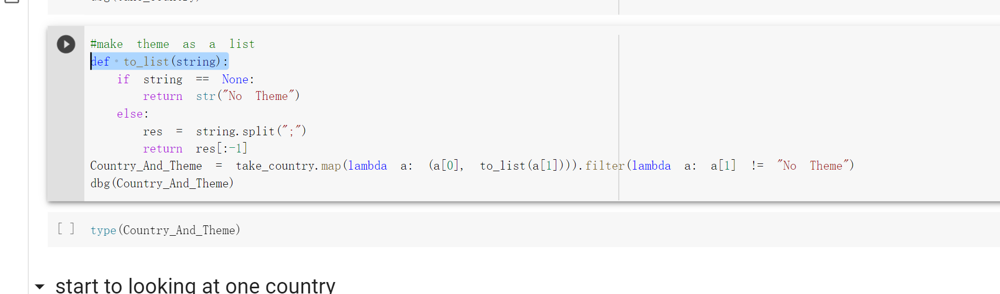 #make theme as a list
def to_list(string):
    if string == None:
        return str("No Theme")
    else:
        res = string.split(";")
        return res[:-1]
Country_And_Theme = take_country.map(lambda a: (a[0], to_list(a[1]))).filter(lambda a: a[1] != "No Theme")
dbg(Country_And_Theme)
[ ] type(Country_And_Theme)
start to looking at one country